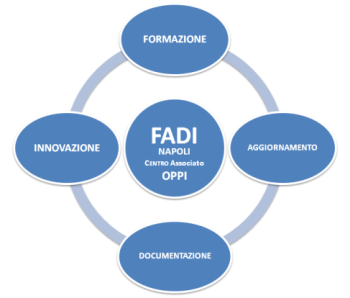 FORMAZIONE
INNOVAZIONE
FADI
NAPOLI
CENTRO Associato
OPPI
AGGIORNAMENTO
DOCUMENTAZIONE